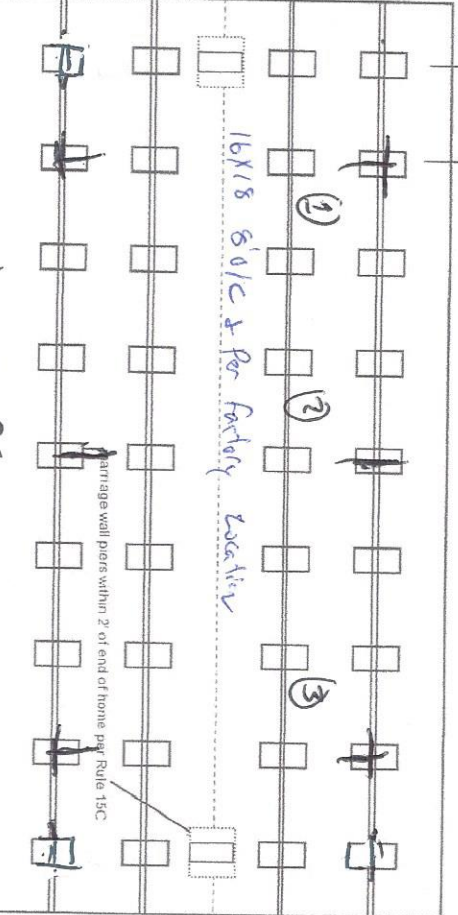 ①
16X18 8'O/C & Per factory Location
②
③
marriage wall piers within 2' of end of home per Rule 15C